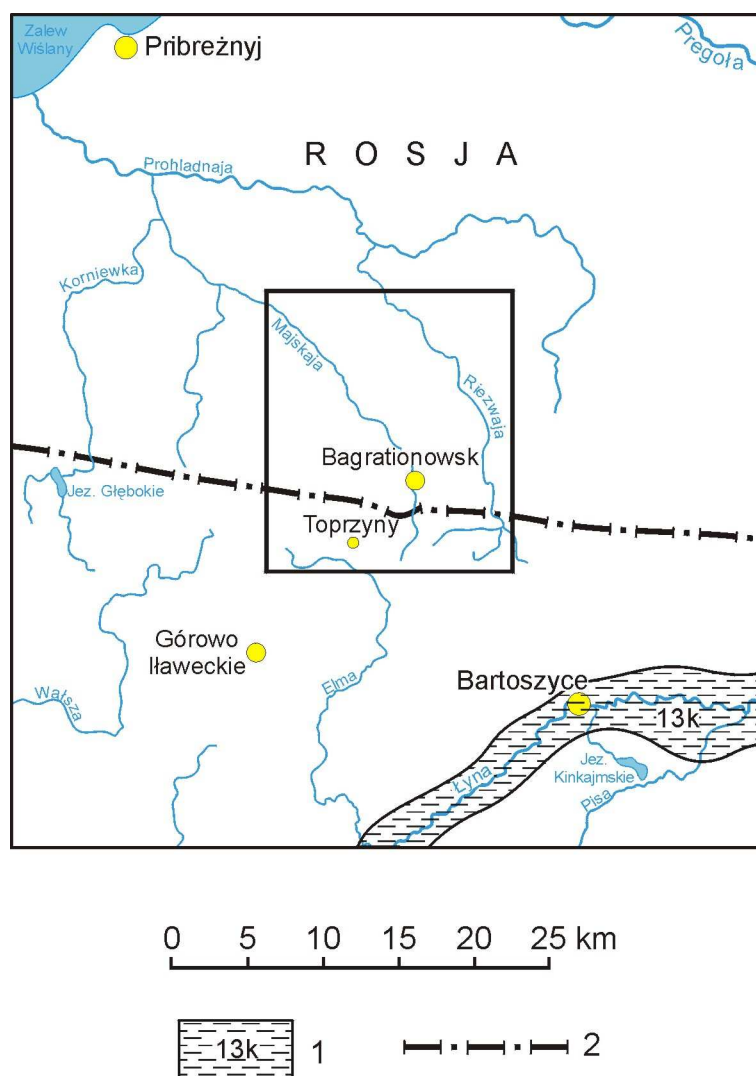 Zalew
Wiślany
Pribreżnyj
Pregoła
ROSJA
Prohladnaja
Korniewka
Majskaja
Riezwaja
Bagrationowsk
Jez. Głębokie
Toprzyny
Górowo
Iławeckie
Elma
Wałsza
Bartoszyce
13k
Łyna
Jez.
Kinkajmskie
Pisa
0 5 10 15 20 25 km
13k 1
2